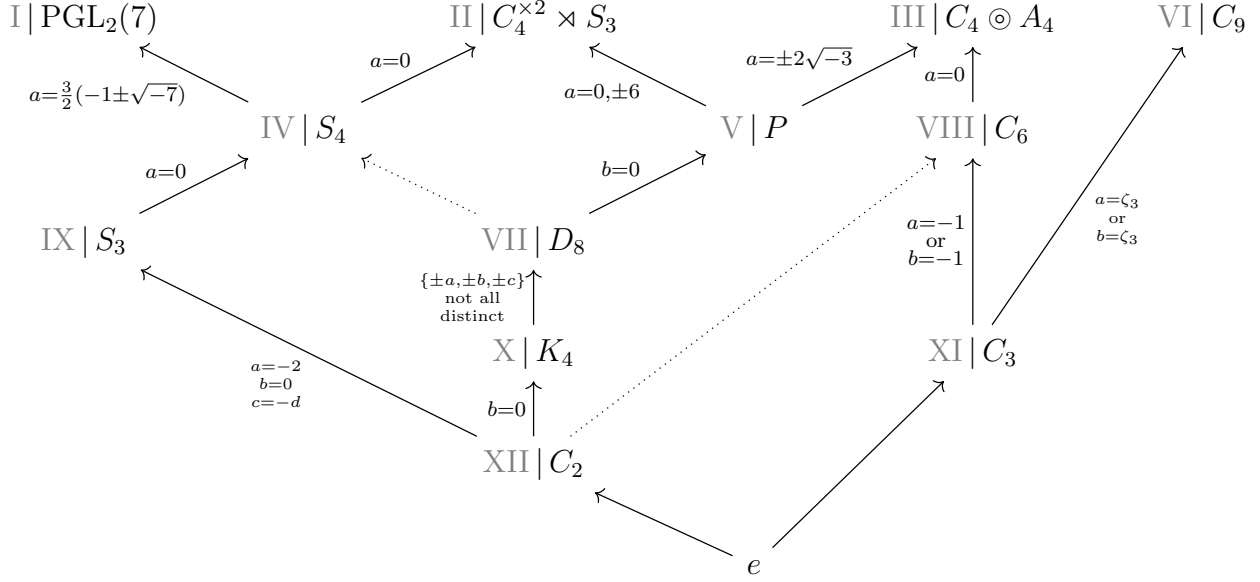 I | PGL₂(7)
II | C₄^{×2} ⋊ S₃
III | C₄ ⊚ A₄
VI | C₉
a=3/2(−1±√−7)
a=0
a=0,±6
a=±2√−3
a=0
IV | S₄
V | P
VIII | C₆
a=0
b=0
a=ζ₃
or
b=ζ₃
a=−1
or
b=−1
IX | S₃
VII | D₈
{±a,±b,±c}
not all
distinct
X | K₄
XI | C₃
a=−2
b=0
c=−d
b=0
XII | C₂
e